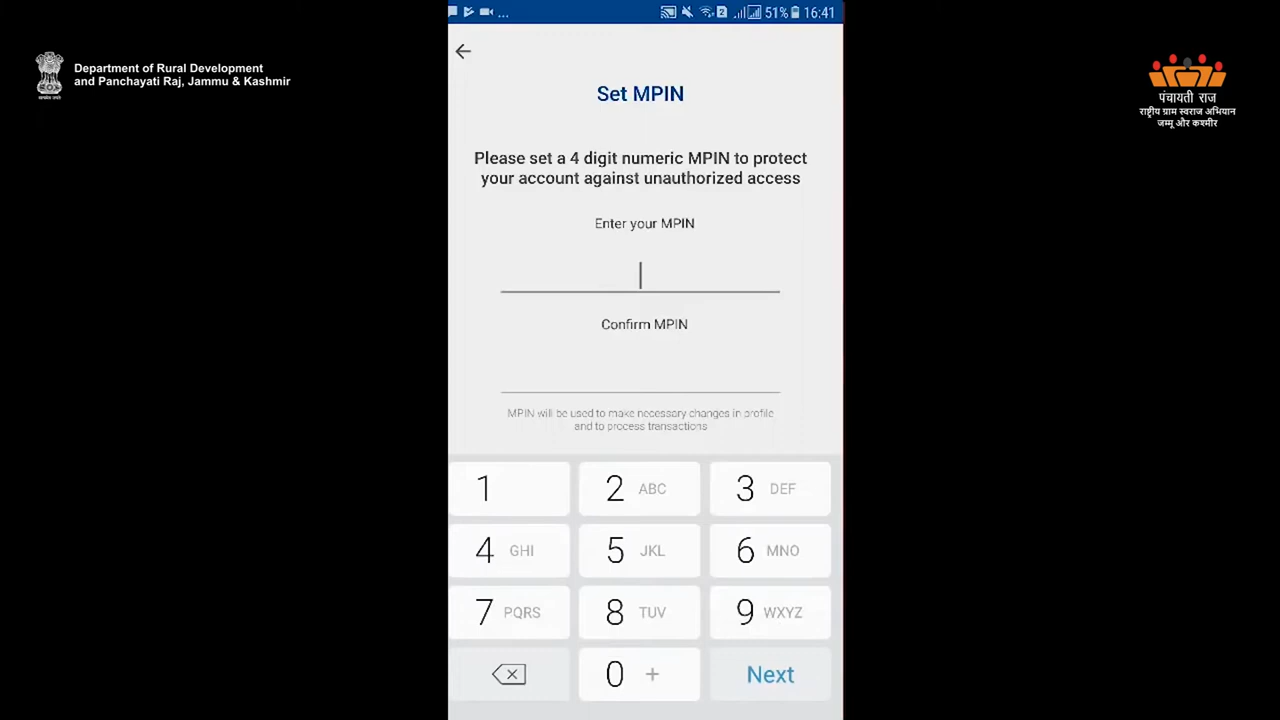 Department of Rural Development
and Panchayati Raj, Jammu & Kashmir
पंचायती राज
राष्ट्रीय ग्राम स्वराज अभियान
जम्मू और कश्मीर
... 2 51% 16:41
Set MPIN
Please set a 4 digit numeric MPIN to protect
your account against unauthorized access
Enter your MPIN
Confirm MPIN
MPIN will be used to make necessary changes in profile
and to process transactions
1 2 ABC 3 DEF
4 GHI 5 JKL 6 MNO
7 PQRS 8 TUV 9 WXYZ
0 + Next